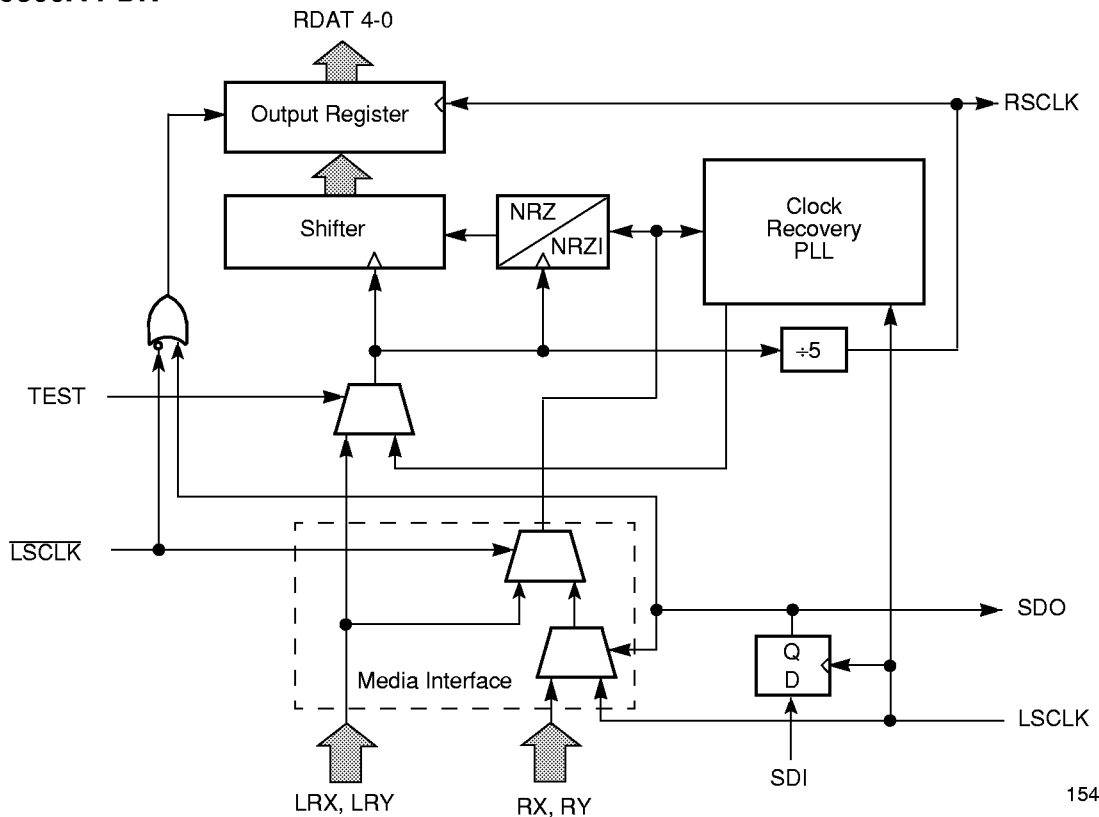 RDAT 4-0
Output Register
RSCLK
Shifter
NRZ
NRZI
Clock
Recovery
PLL
÷5
TEST
LSCLK
SDO
Q
D
Media Interface
LSCLK
SDI
LRX, LRY
RX, RY
154